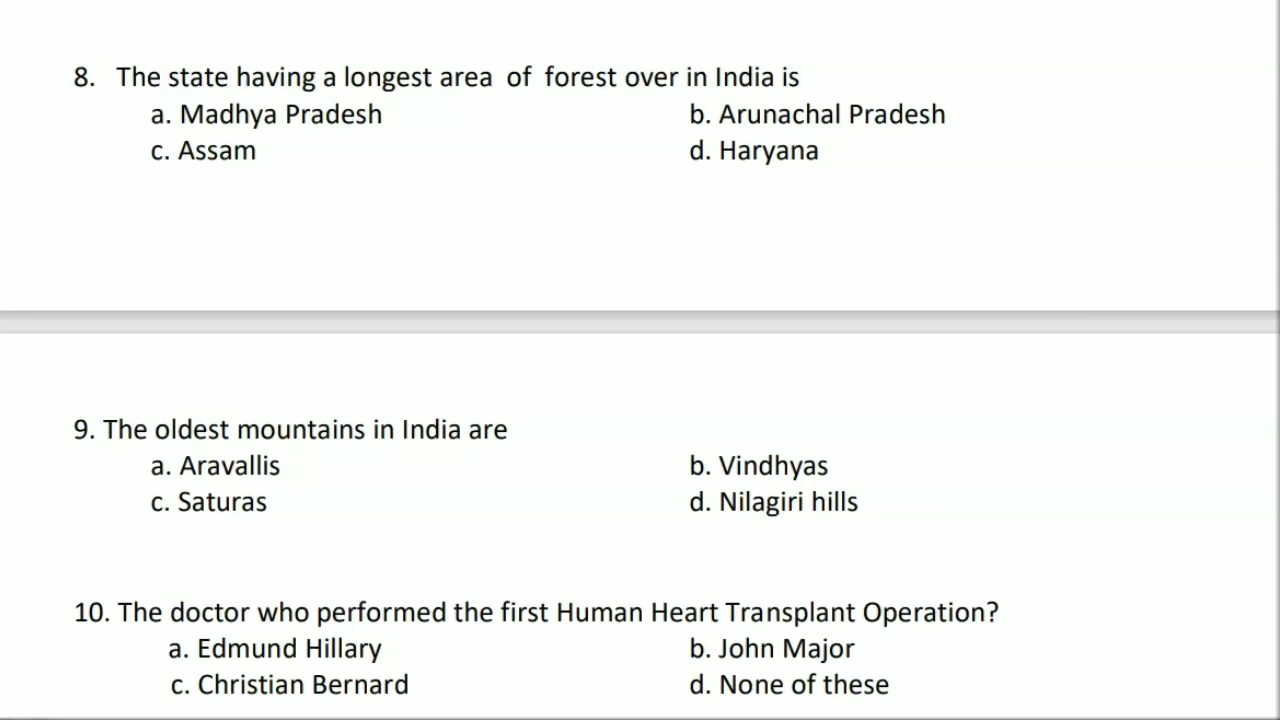 8. The state having a longest area of forest over in India is
a. Madhya Pradesh b. Arunachal Pradesh
c. Assam d. Haryana
9. The oldest mountains in India are
a. Aravallis b. Vindhyas
c. Saturas d. Nilagiri hills
10. The doctor who performed the first Human Heart Transplant Operation?
a. Edmund Hillary b. John Major
c. Christian Bernard d. None of these